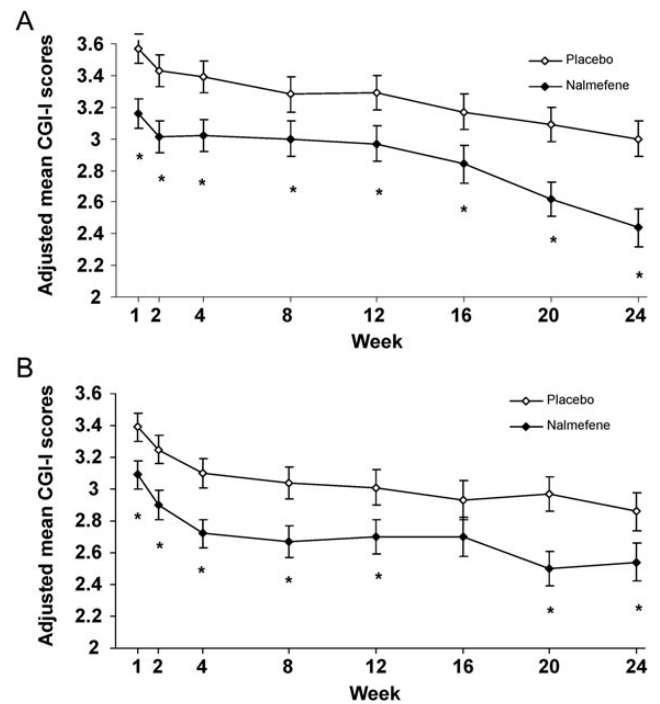 A
Adjusted mean CGI-I scores
3.6
3.4
3.2
3
2.8
2.6
2.4
2.2
2
Placebo
Nalmefene
* * * * * * * *
1 2 4 8 12 16 20 24
Week
B
Adjusted mean CGI-I scores
3.6
3.4
3.2
3
2.8
2.6
2.4
2.2
2
Placebo
Nalmefene
* * * * * * *
1 2 4 8 12 16 20 24
Week